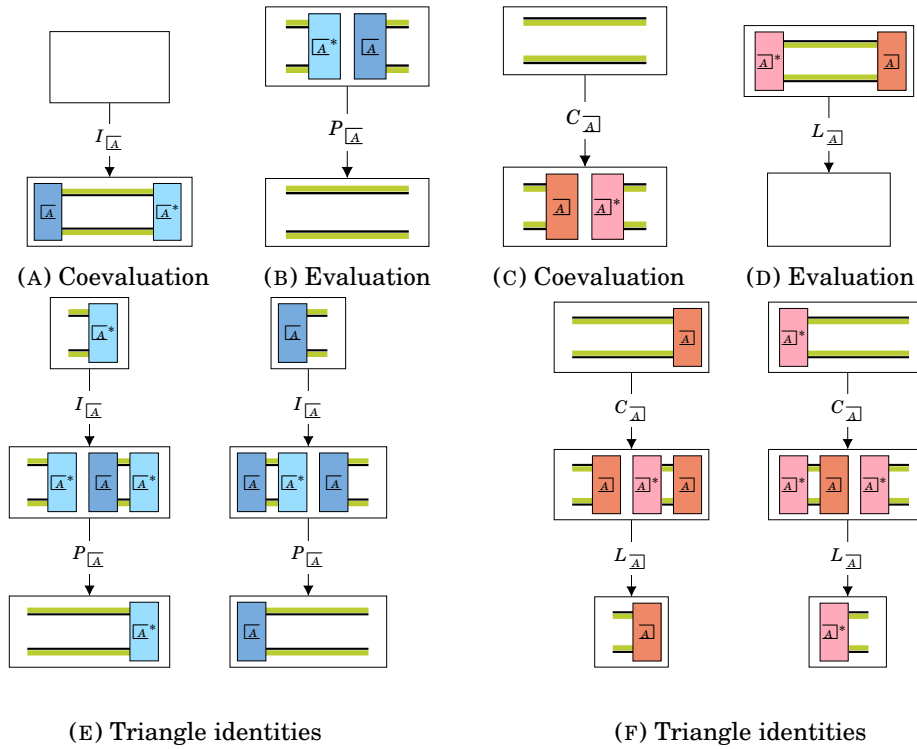 A* A A* A
I_A P_A C_A L_A
A A* A A*
(A) Coevaluation (B) Evaluation (C) Coevaluation (D) Evaluation
A* A A A*
I_A I_A C_A C_A
A* A A* A A* A A A* A A* A A*
P_A P_A L_A L_A
A* A A A*
(E) Triangle identities (F) Triangle identities